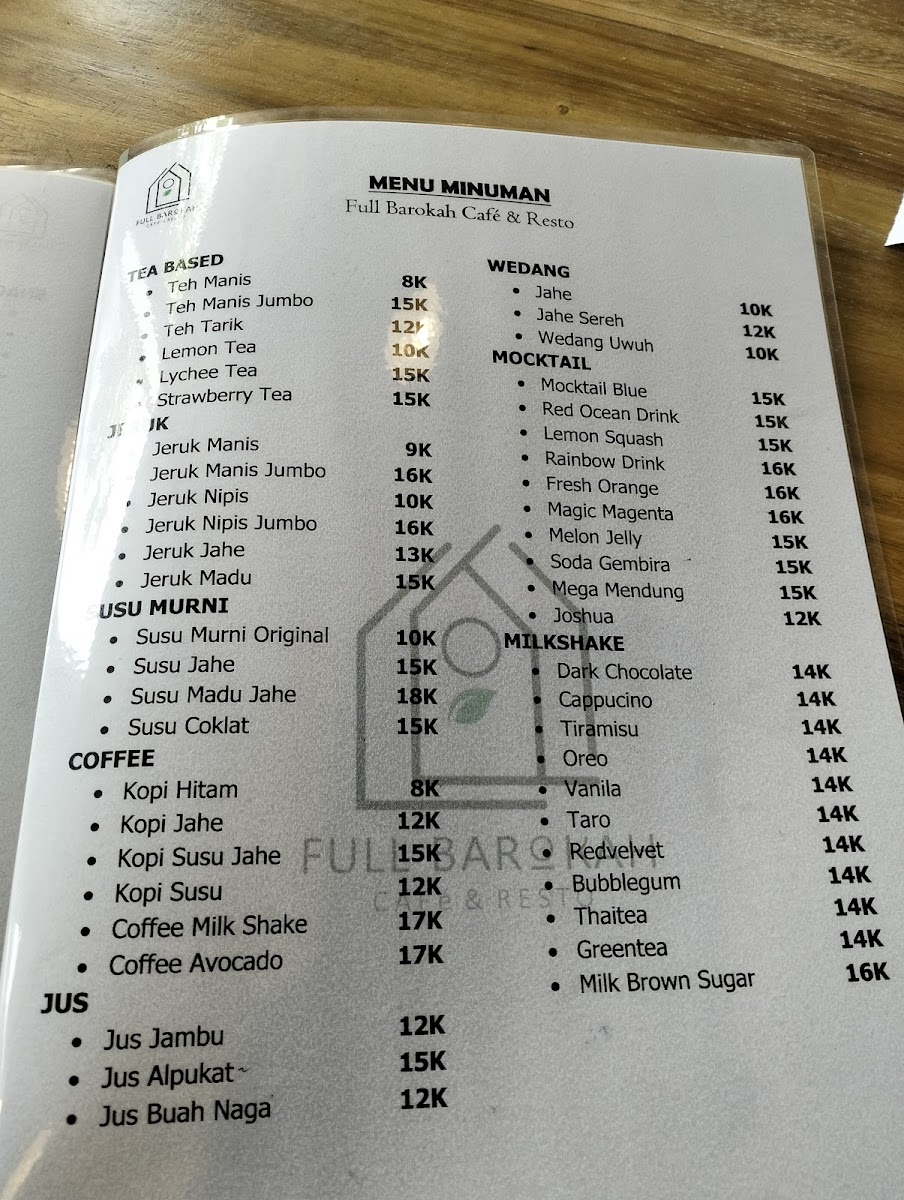 FULL BAROKAH
MENU MINUMAN
Full Barokah Café & Resto
TEA BASED
• Teh Manis 8K
• Teh Manis Jumbo 15K
• Teh Tarik 12K
• Lemon Tea 10K
• Lychee Tea 15K
• Strawberry Tea 15K
JERUK
Jeruk Manis 9K
Jeruk Manis Jumbo 16K
• Jeruk Nipis 10K
• Jeruk Nipis Jumbo 16K
• Jeruk Jahe 13K
• Jeruk Madu 15K
SUSU MURNI
• Susu Murni Original 10K
• Susu Jahe 15K
• Susu Madu Jahe 18K
• Susu Coklat 15K
COFFEE
• Kopi Hitam 8K
• Kopi Jahe 12K
• Kopi Susu Jahe 15K
• Kopi Susu 12K
• Coffee Milk Shake 17K
• Coffee Avocado 17K
JUS
• Jus Jambu 12K
• Jus Alpukat 15K
• Jus Buah Naga 12K
WEDANG
• Jahe 10K
• Jahe Sereh 12K
• Wedang Uwuh 10K
MOCKTAIL
• Mocktail Blue 15K
• Red Ocean Drink 15K
• Lemon Squash 15K
• Rainbow Drink 16K
• Fresh Orange 16K
• Magic Magenta 16K
• Melon Jelly 15K
• Soda Gembira 15K
• Mega Mendung 15K
• Joshua 12K
MILKSHAKE
• Dark Chocolate 14K
• Cappucino 14K
• Tiramisu 14K
• Oreo 14K
• Vanila 14K
• Taro 14K
• Redvelvet 14K
• Bubblegum 14K
• Thaitea 14K
• Greentea 14K
• Milk Brown Sugar 16K
FULL BAROKAH
CAFE & RESTO